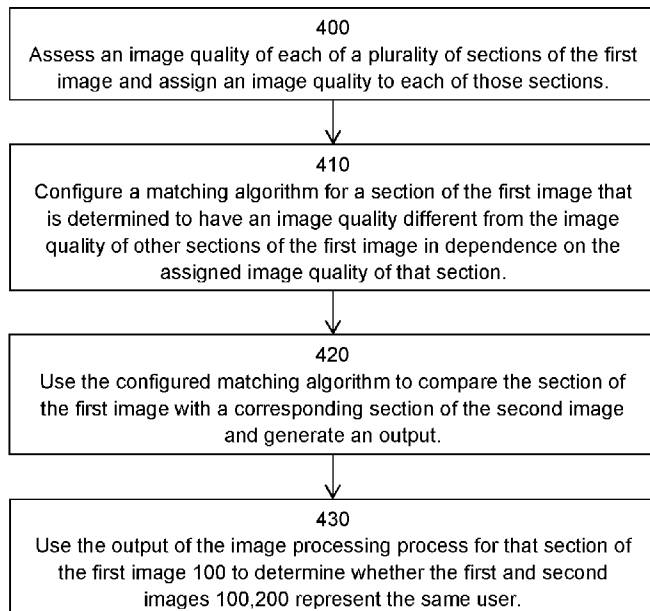 400
Assess an image quality of each of a plurality of sections of the first
image and assign an image quality to each of those sections.
410
Configure a matching algorithm for a section of the first image that
is determined to have an image quality different from the image
quality of other sections of the first image in dependence on the
assigned image quality of that section.
420
Use the configured matching algorithm to compare the section of
the first image with a corresponding section of the second image
and generate an output.
430
Use the output of the image processing process for that section of
the first image 100 to determine whether the first and second
images 100,200 represent the same user.